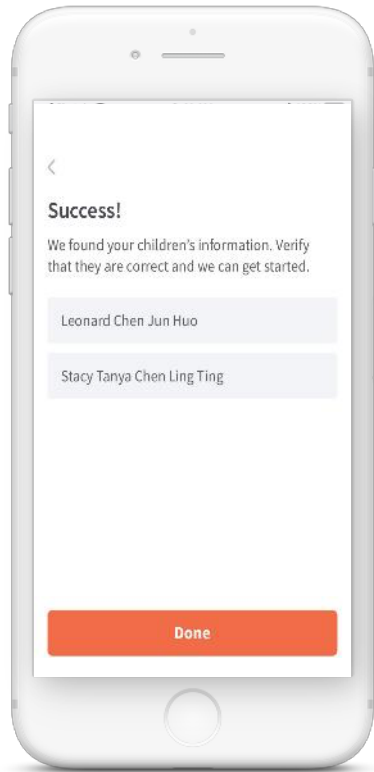 Success!
We found your children's information. Verify
that they are correct and we can get started.
Leonard Chen Jun Huo
Stacy Tanya Chen Ling Ting
Done